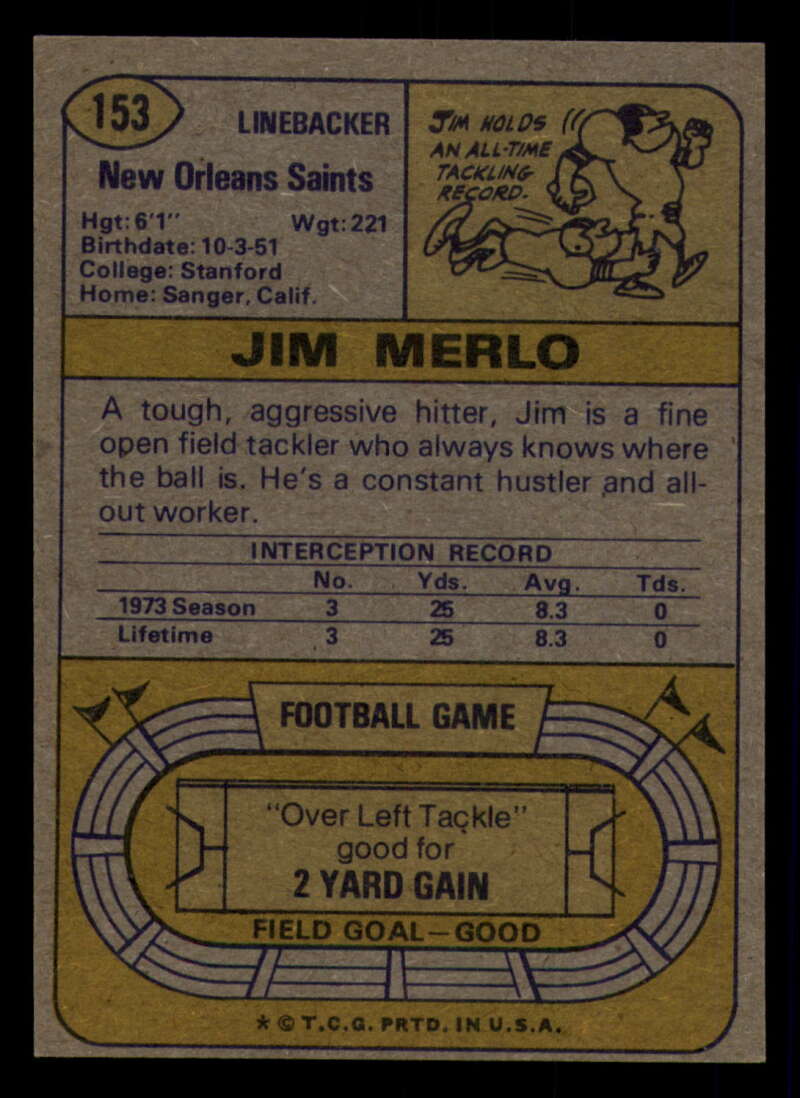 153
LINEBACKER
New Orleans Saints
Hgt: 6'1" Wgt: 221
Birthdate: 10-3-51
College: Stanford
Home: Sanger, Calif.
JIM HOLDS
AN ALL-TIME
TACKLING
RECORD.
JIM MERLO
A tough, aggressive hitter, Jim is a fine
open field tackler who always knows where
the ball is. He's a constant hustler and all-
out worker.
INTERCEPTION RECORD
No. Yds. Avg. Tds.
1973 Season 3 25 8.3 0
Lifetime 3 25 8.3 0
FOOTBALL GAME
"Over Left Tackle"
good for
2 YARD GAIN
FIELD GOAL—GOOD
* © T.C.G. PRTD. IN U.S.A.